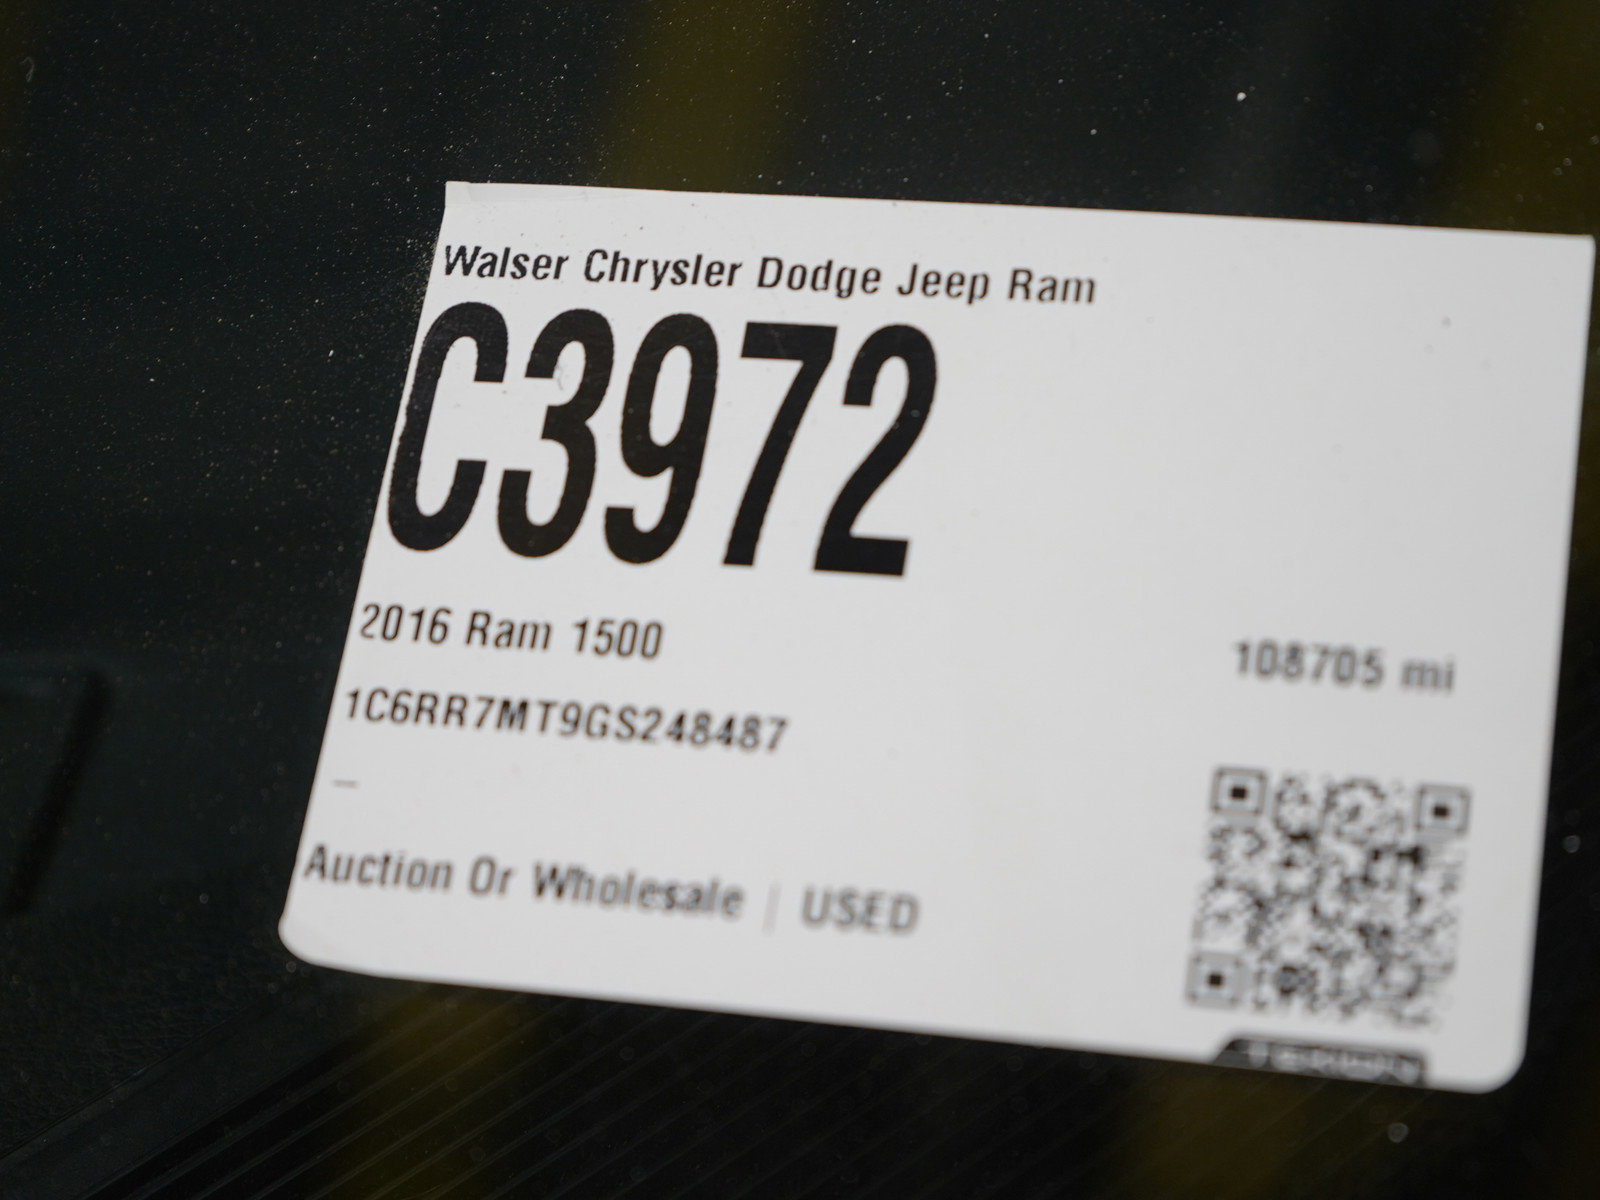 Walser Chrysler Dodge Jeep Ram
C3972
2016 Ram 1500
108705 mi
1C6RR7MT9GS248487
–
Auction Or Wholesale | USED